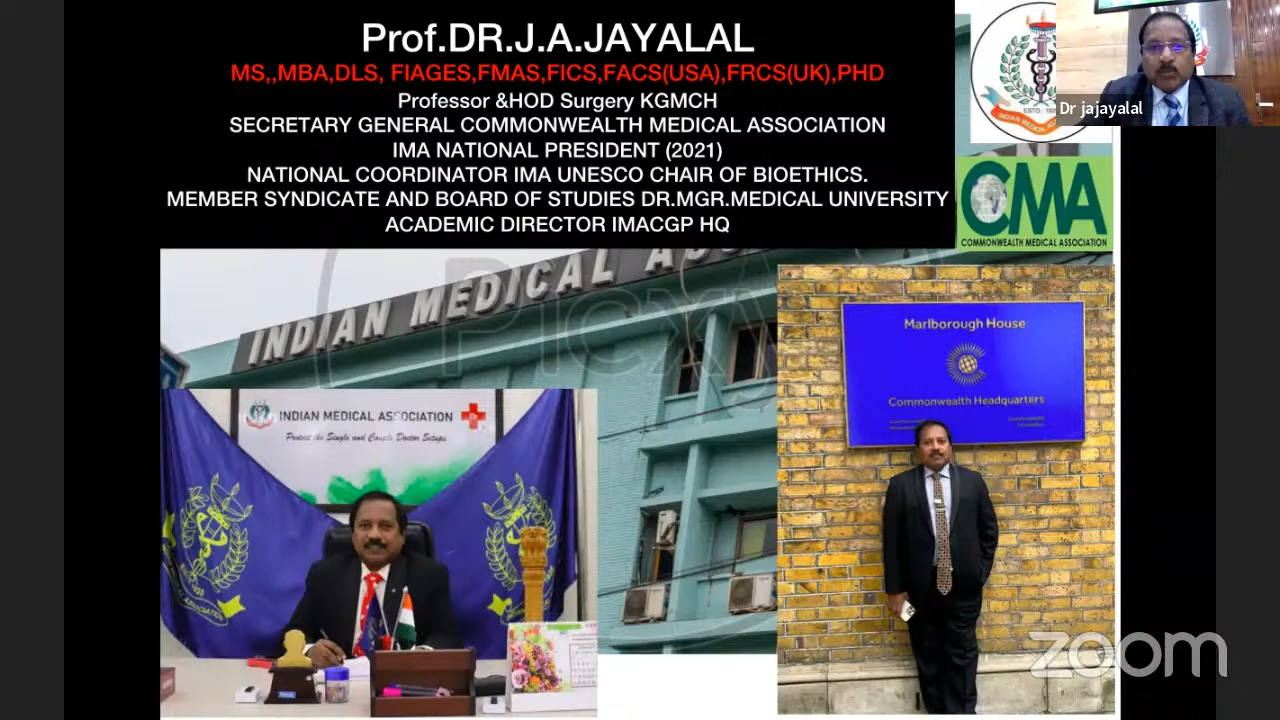 Prof.DR.J.A.JAYALAL
MS,,MBA,DLS, FIAGES,FMAS,FICS,FACS(USA),FRCS(UK),PHD
Professor &HOD Surgery KGMCH
SECRETARY GENERAL COMMONWEALTH MEDICAL ASSOCIATION
IMA NATIONAL PRESIDENT (2021)
NATIONAL COORDINATOR IMA UNESCO CHAIR OF BIOETHICS.
MEMBER SYNDICATE AND BOARD OF STUDIES DR.MGR.MEDICAL UNIVERSITY
ACADEMIC DIRECTOR IMACGP HQ
Dr jajayalal
INDIAN MEDICAL
CMA
COMMONWEALTH MEDICAL ASSOCIATION
INDIAN MEDICAL
Marlborough House
Commonwealth Headquarters
INDIAN MEDICAL ASSOCIATION
Dr
Protect the Single and Couple Doctor Setups
zoom